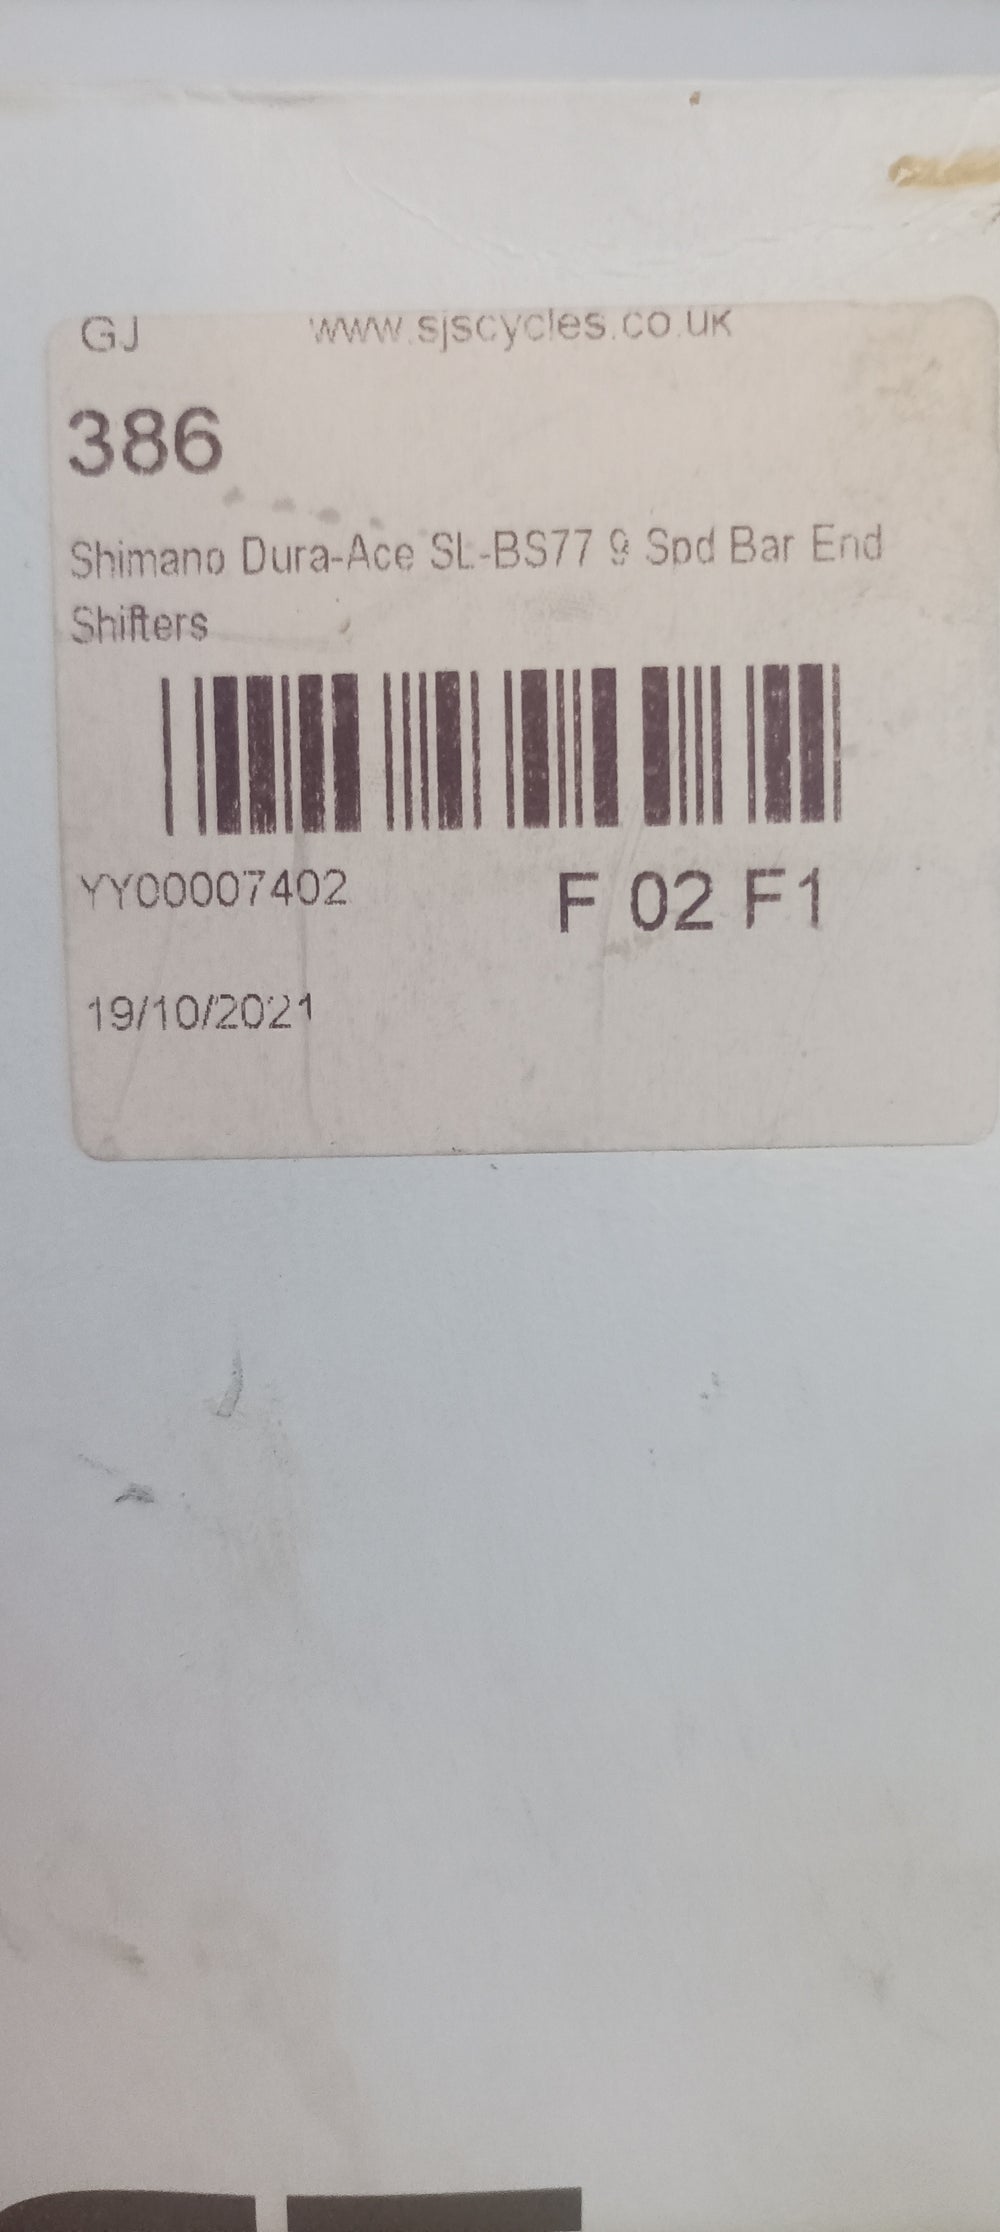 GJ www.sjscycles.co.uk
386
Shimano Dura-Ace SL-BS77 9 Spd Bar End
Shifters
YY00007402 F 02 F1
19/10/2021